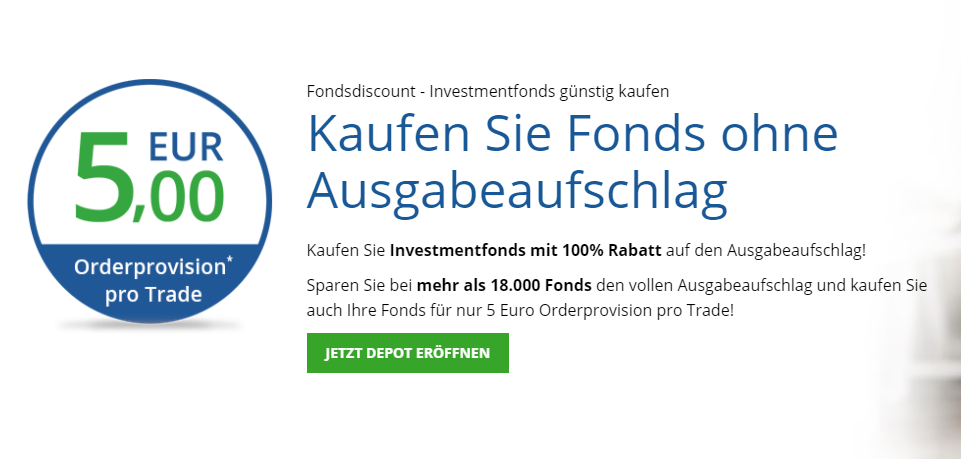 5,00 EUR
Orderprovision*
pro Trade
Fondsdiscount - Investmentfonds günstig kaufen
Kaufen Sie Fonds ohne
Ausgabeaufschlag
Kaufen Sie Investmentfonds mit 100% Rabatt auf den Ausgabeaufschlag!
Sparen Sie bei mehr als 18.000 Fonds den vollen Ausgabeaufschlag und kaufen Sie
auch Ihre Fonds für nur 5 Euro Orderprovision pro Trade!
JETZT DEPOT ERÖFFNEN